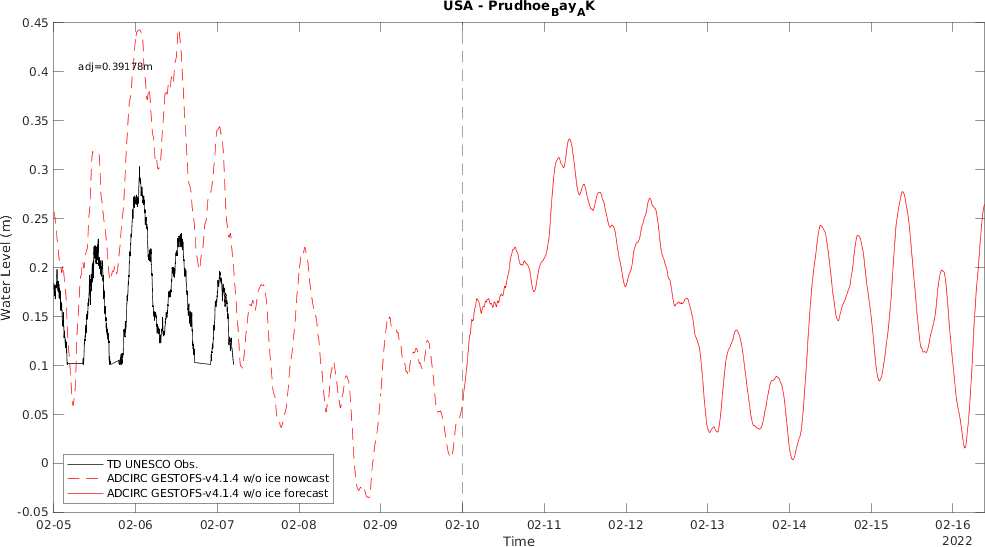 USA - Prudhoe_Bay_AK
0.45
0.4
0.35
0.3
0.25
0.2
0.15
0.1
0.05
0
-0.05
Water Level (m)
adj=0.39178m
TD UNESCO Obs.
ADCIRC GESTOFS-v4.1.4 w/o ice nowcast
ADCIRC GESTOFS-v4.1.4 w/o ice forecast
02-05 02-06 02-07 02-08 02-09 02-10 02-11 02-12 02-13 02-14 02-15 02-16
Time
2022